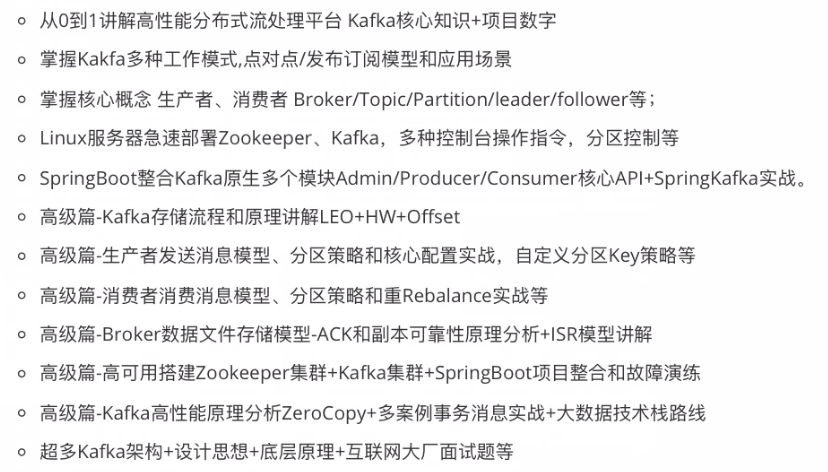 从0到1讲解高性能分布式流处理平台 Kafka核心知识+项目数字
掌握Kakfa多种工作模式,点对点/发布订阅模型和应用场景
掌握核心概念 生产者、消费者 Broker/Topic/Partition/leader/follower等；
Linux服务器急速部署Zookeeper、Kafka，多种控制台操作指令，分区控制等
SpringBoot整合Kafka原生多个模块Admin/Producer/Consumer核心API+SpringKafka实战。
高级篇-Kafka存储流程和原理讲解LEO+HW+Offset
高级篇-生产者发送消息模型、分区策略和核心配置实战，自定义分区Key策略等
高级篇-消费者消费消息模型、分区策略和重Rebalance实战等
高级篇-Broker数据文件存储模型-ACK和副本可靠性原理分析+ISR模型讲解
高级篇-高可用搭建Zookeeper集群+Kafka集群+SpringBoot项目整合和故障演练
高级篇-Kafka高性能原理分析ZeroCopy+多案例事务消息实战+大数据技术栈路线
超多Kafka架构+设计思想+底层原理+互联网大厂面试题等